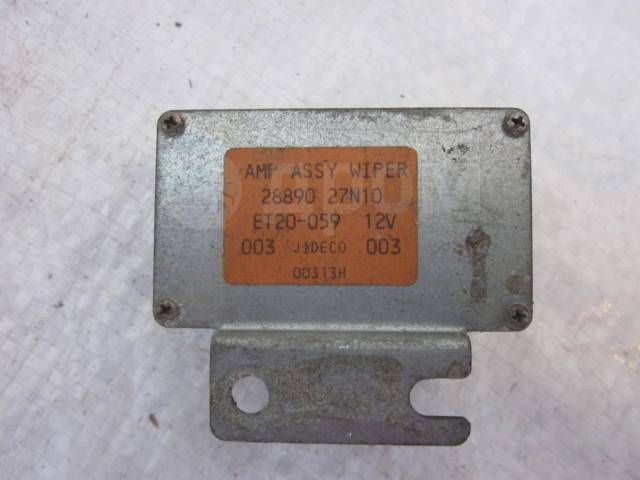 AMP ASSY WIPER
28890 27N10
ET20-059 12V
003 JIDECO 003
00313H